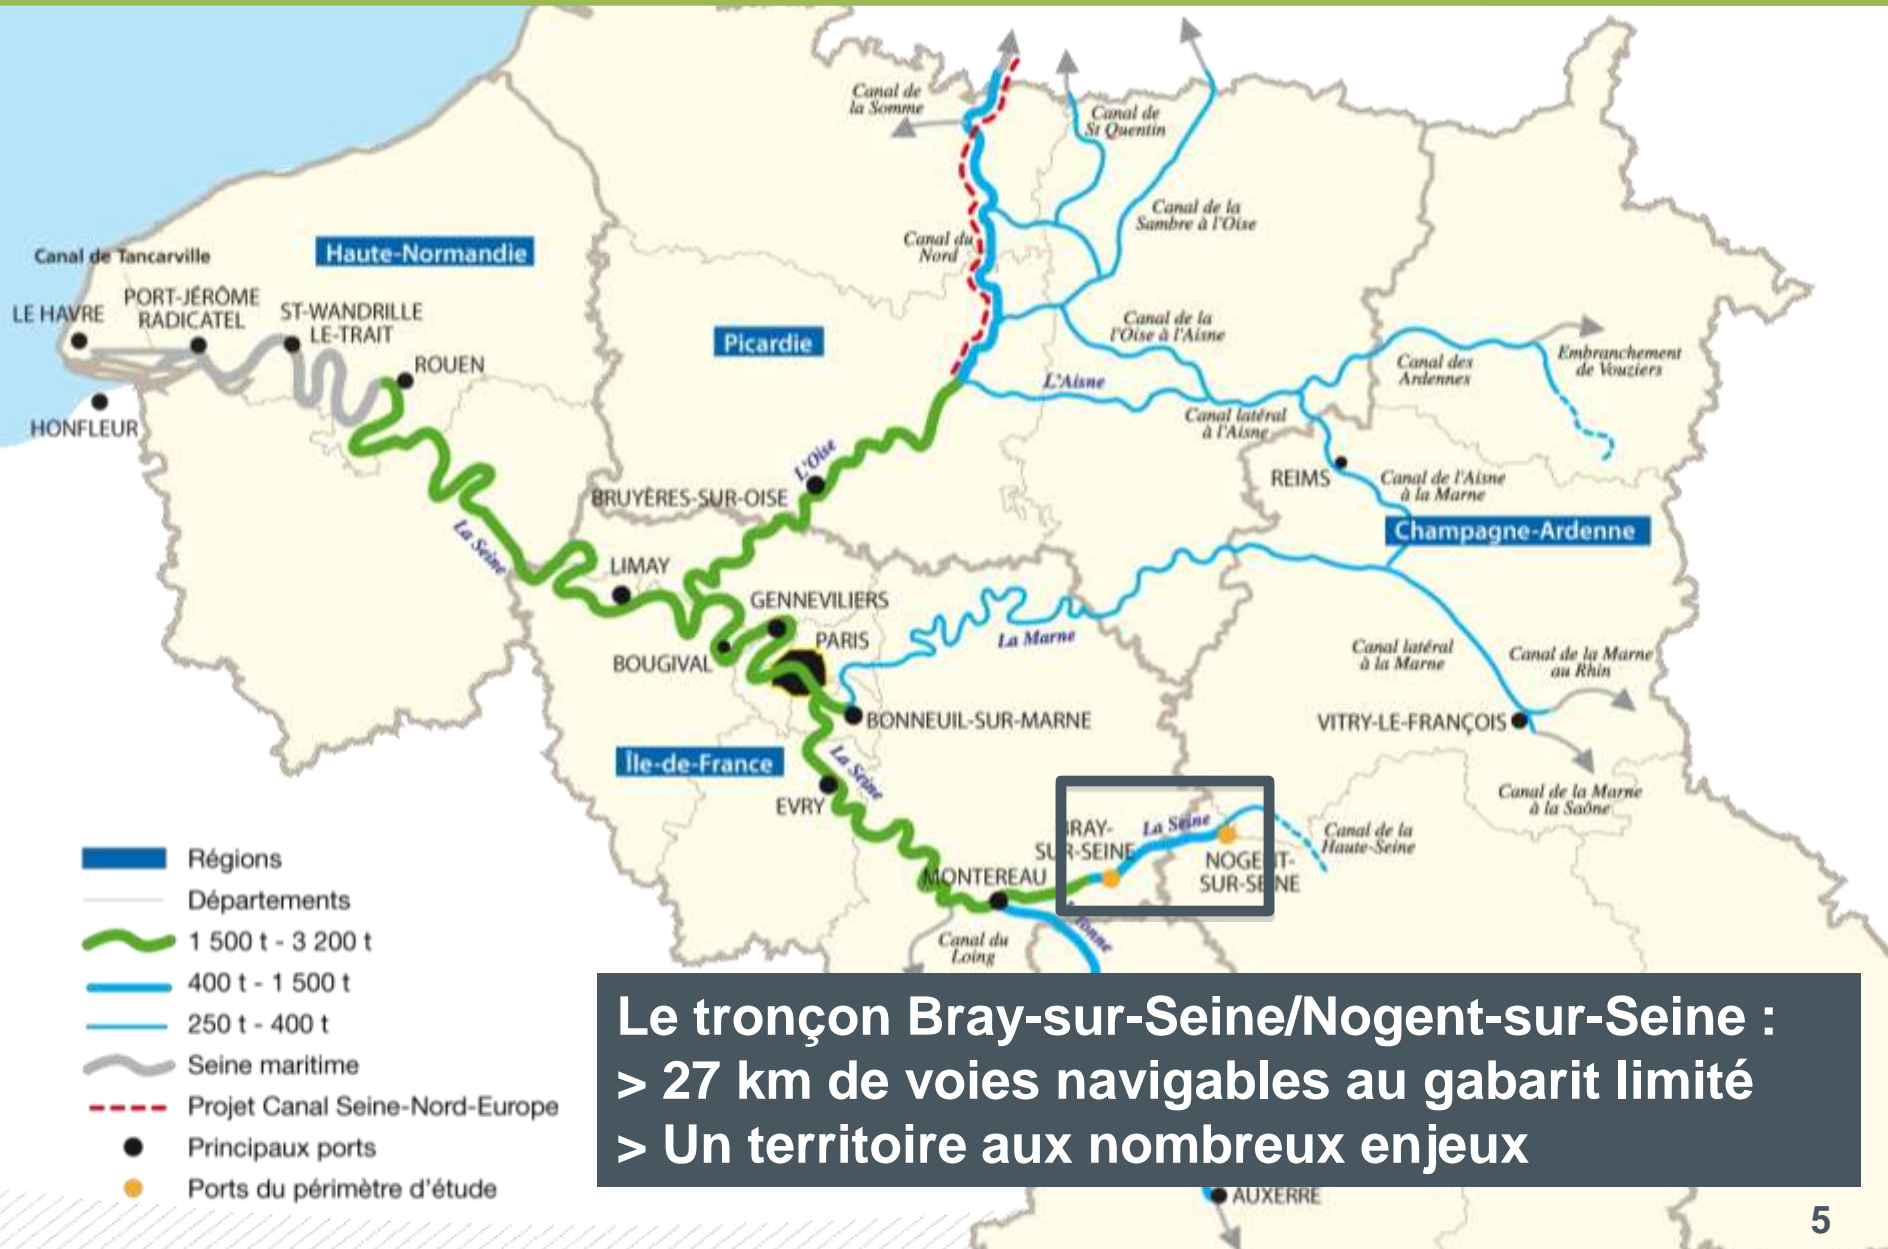 Canal de
la Somme
Canal de
St Quentin
Canal de la
Sambre à l'Oise
Canal du
Nord
Canal de Tancarville
Haute-Normandie
LE HAVRE
PORT-JÉRÔME
RADICATEL
ST-WANDRILLE
LE-TRAIT
ROUEN
HONFLEUR
Picardie
Canal de la
l'Oise à l'Aisne
L'Aisne
Canal des
Ardennes
Embranchement
de Vouziers
Canal latéral
à l'Aisne
L'Oise
BRUYÈRES-SUR-OISE
REIMS
Canal de l'Aisne
à la Marne
Champagne-Ardenne
La Seine
LIMAY
GENNEVILIERS
PARIS
BOUGIVAL
La Marne
Canal latéral
à la Marne
Canal de la Marne
au Rhin
BONNEUIL-SUR-MARNE
VITRY-LE-FRANÇOIS
Île-de-France
La Seine
EVRY
Canal de la Marne
à la Saône
BRAY-
SUR-SEINE
La Seine
NOGENT-
SUR-SEINE
Canal de la
Haute-Seine
MONTEREAU
Canal du
Loing
L'Yonne
Régions
Départements
1 500 t - 3 200 t
400 t - 1 500 t
250 t - 400 t
Seine maritime
Projet Canal Seine-Nord-Europe
Principaux ports
Ports du périmètre d'étude
Le tronçon Bray-sur-Seine/Nogent-sur-Seine :
> 27 km de voies navigables au gabarit limité
> Un territoire aux nombreux enjeux
AUXERRE
5